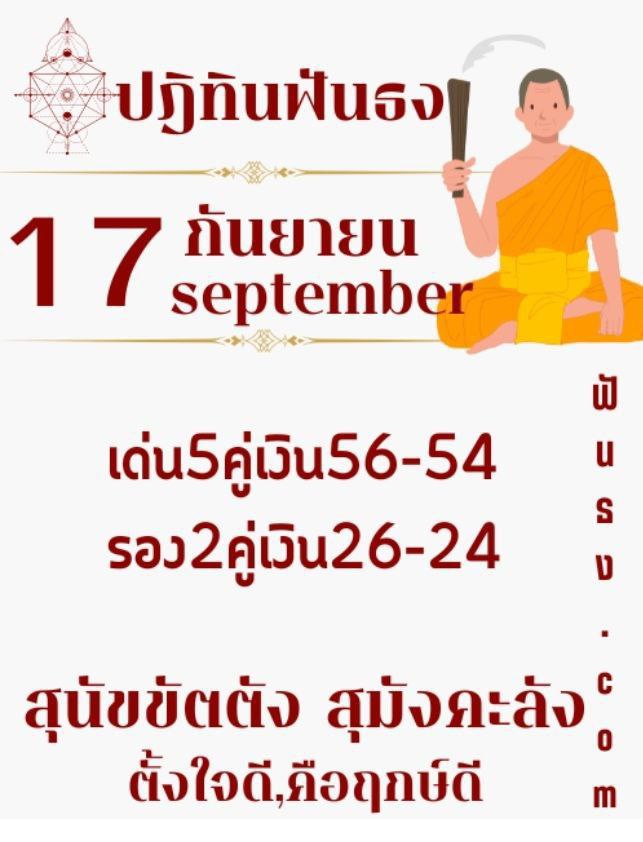 ปฏิทินฟันธง
17 กันยายน
september
เด่น5คู่เงิน56-54
รอง2คู่เงิน26-24
สุนัขขัตตัง สุมังคะลัง
ตั้งใจดี,คือฤกษ์ดี
ฟันธง.com